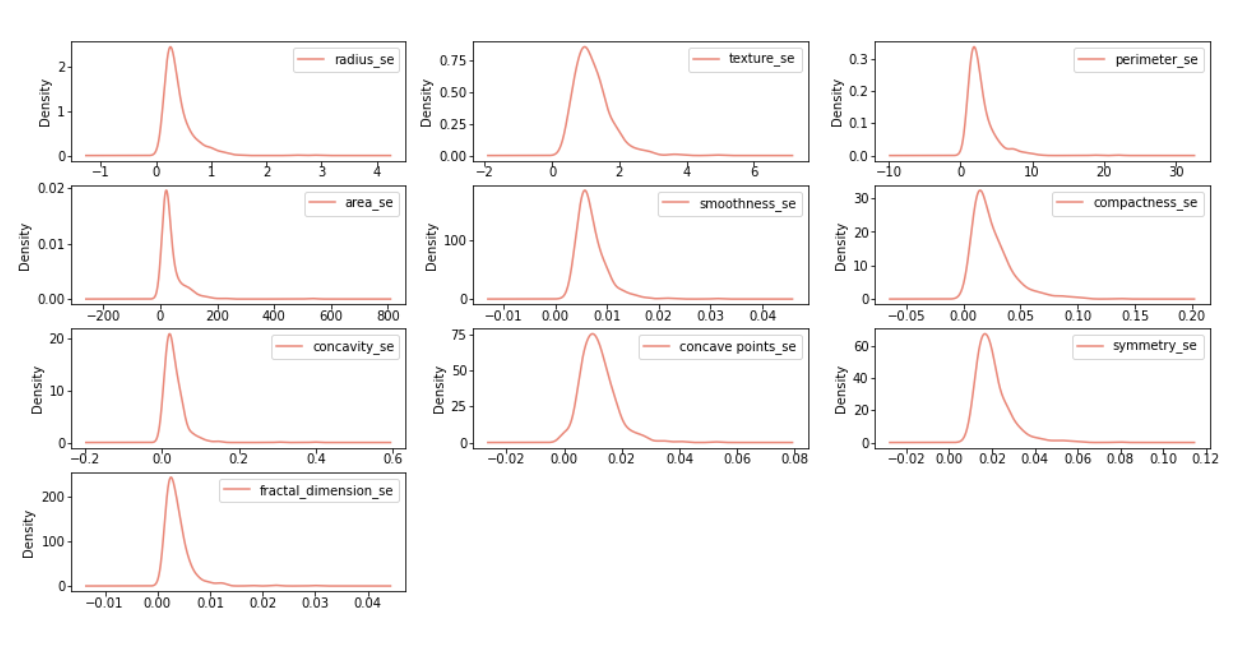 radius_se
Density
2
1
0
−1 0 1 2 3 4
texture_se
Density
0.75
0.50
0.25
0.00
−2 0 2 4 6
perimeter_se
Density
0.3
0.2
0.1
0.0
−10 0 10 20 30
area_se
Density
0.02
0.01
0.00
−200 0 200 400 600 800
smoothness_se
Density
100
0
−0.01 0.00 0.01 0.02 0.03 0.04
compactness_se
Density
30
20
10
0
−0.05 0.00 0.05 0.10 0.15 0.20
concavity_se
Density
20
10
0
−0.2 0.0 0.2 0.4 0.6
concave points_se
Density
75
50
25
0
−0.02 0.00 0.02 0.04 0.06 0.08
symmetry_se
Density
60
40
20
0
−0.02 0.00 0.02 0.04 0.06 0.08 0.10 0.12
fractal_dimension_se
Density
200
100
0
−0.01 0.00 0.01 0.02 0.03 0.04